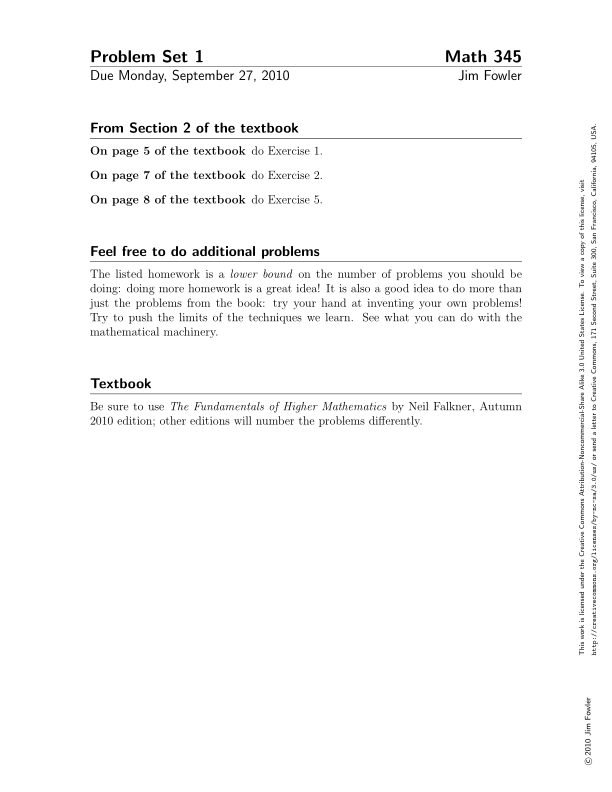 Problem Set 1 Math 345
Due Monday, September 27, 2010 Jim Fowler
From Section 2 of the textbook
On page 5 of the textbook do Exercise 1.
On page 7 of the textbook do Exercise 2.
On page 8 of the textbook do Exercise 5.
Feel free to do additional problems
The listed homework is a lower bound on the number of problems you should be
doing: doing more homework is a great idea! It is also a good idea to do more than
just the problems from the book: try your hand at inventing your own problems!
Try to push the limits of the techniques we learn. See what you can do with the
mathematical machinery.
Textbook
Be sure to use The Fundamentals of Higher Mathematics by Neil Falkner, Autumn
2010 edition; other editions will number the problems differently.
This work is licensed under the Creative Commons Attribution-Noncommercial-Share Alike 3.0 United States License. To view a copy of this license, visit
http://creativecommons.org/licenses/by-nc-sa/3.0/us/ or send a letter to Creative Commons, 171 Second Street, Suite 300, San Francisco, California, 94105, USA.
© 2010 Jim Fowler